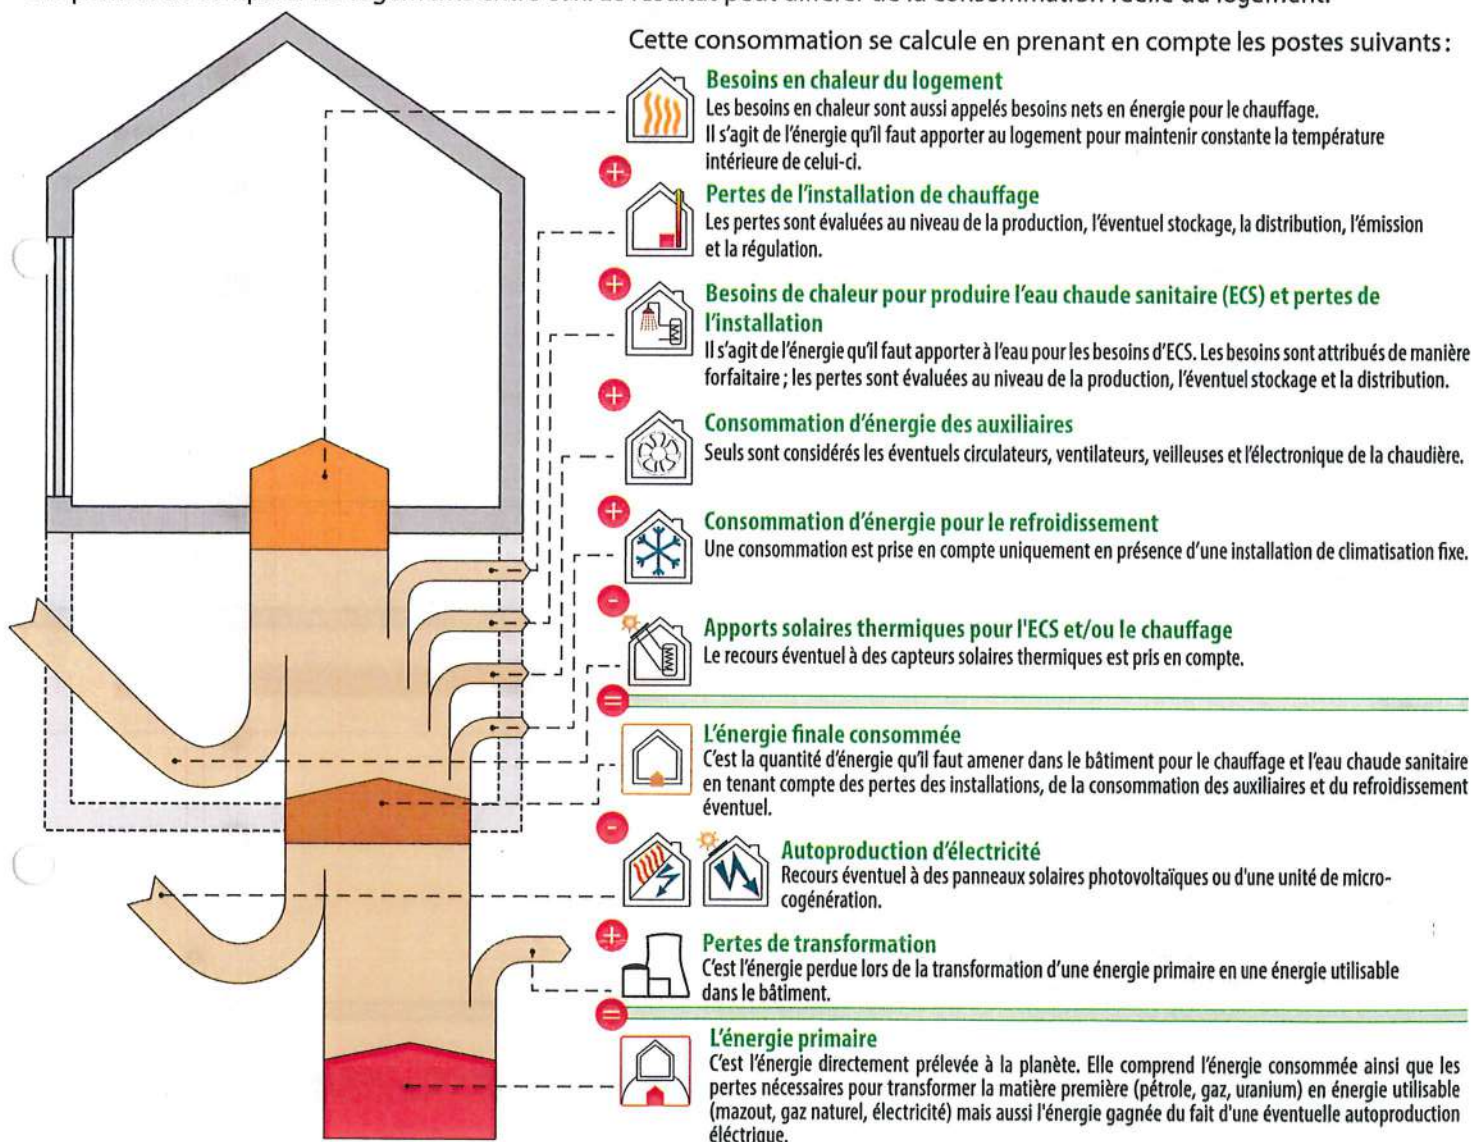 Cette consommation se calcule en prenant en compte les postes suivants :
Besoins en chaleur du logement
Les besoins en chaleur sont aussi appelés besoins nets en énergie pour le chauffage.
Il s'agit de l'énergie qu'il faut apporter au logement pour maintenir constante la température
intérieure de celui-ci.
+
Pertes de l'installation de chauffage
Les pertes sont évaluées au niveau de la production, l'éventuel stockage, la distribution, l'émission
et la régulation.
+
Besoins de chaleur pour produire l'eau chaude sanitaire (ECS) et pertes de
l'installation
Il s'agit de l'énergie qu'il faut apporter à l'eau pour les besoins d'ECS. Les besoins sont attribués de manière
forfaitaire ; les pertes sont évaluées au niveau de la production, l'éventuel stockage et la distribution.
+
Consommation d'énergie des auxiliaires
Seuls sont considérés les éventuels circulateurs, ventilateurs, veilleuses et l'électronique de la chaudière.
+
Consommation d'énergie pour le refroidissement
Une consommation est prise en compte uniquement en présence d'une installation de climatisation fixe.
-
Apports solaires thermiques pour l'ECS et/ou le chauffage
Le recours éventuel à des capteurs solaires thermiques est pris en compte.
=
L'énergie finale consommée
C'est la quantité d'énergie qu'il faut amener dans le bâtiment pour le chauffage et l'eau chaude sanitaire
en tenant compte des pertes des installations, de la consommation des auxiliaires et du refroidissement
éventuel.
-
Autoproduction d'électricité
Recours éventuel à des panneaux solaires photovoltaïques ou d'une unité de micro-
cogénération.
+
Pertes de transformation
C'est l'énergie perdue lors de la transformation d'une énergie primaire en une énergie utilisable
dans le bâtiment.
=
L'énergie primaire
C'est l'énergie directement prélevée à la planète. Elle comprend l'énergie consommée ainsi que les
pertes nécessaires pour transformer la matière première (pétrole, gaz, uranium) en énergie utilisable
(mazout, gaz naturel, électricité) mais aussi l'énergie gagnée du fait d'une éventuelle autoproduction
éléctrique.